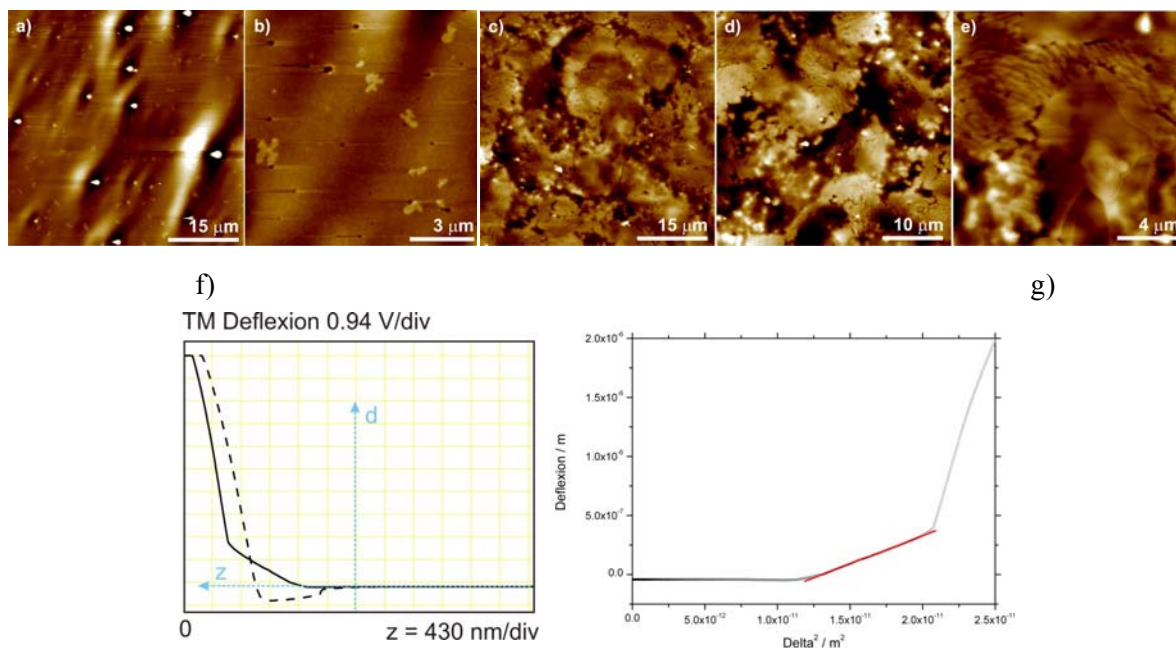 a) b) c) d) e)
15 μm 3 μm 15 μm 10 μm 4 μm
f) g)
TM Deflexion 0.94 V/div
d
z
0 z = 430 nm/div
2.0x10⁻⁶
1.5x10⁻⁶
1.0x10⁻⁶
5.0x10⁻⁷
0.0
Deflexion / m
0.0 5.0x10⁻¹² 1.0x10⁻¹¹ 1.5x10⁻¹¹ 2.0x10⁻¹¹ 2.5x10⁻¹¹
Delta² / m²